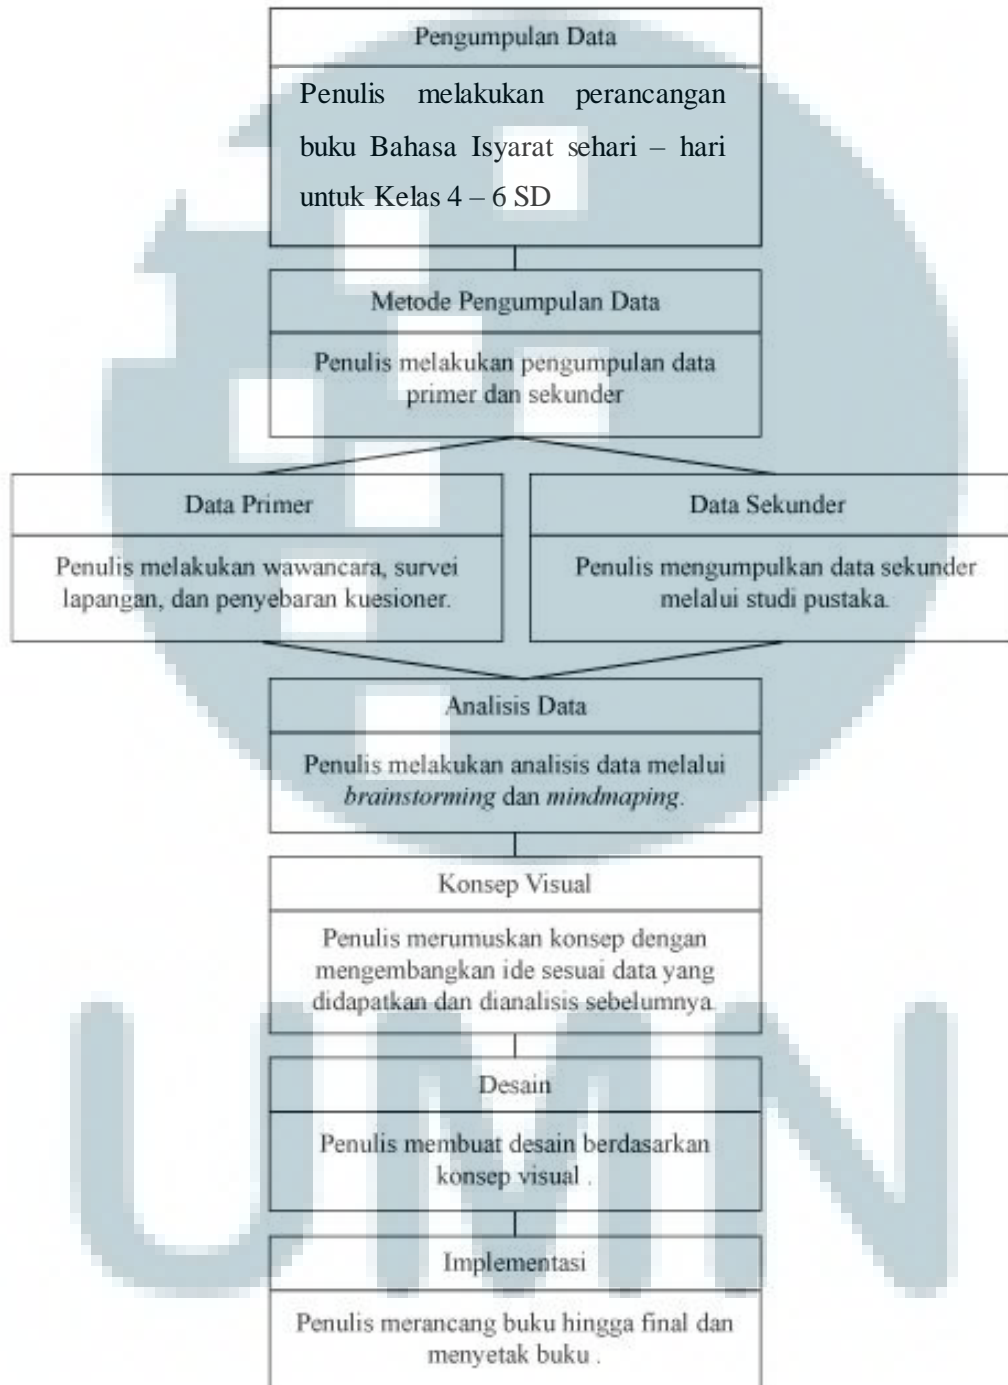 Pengumpulan Data
Penulis melakukan perancangan
buku Bahasa Isyarat sehari – hari
untuk Kelas 4 – 6 SD
Metode Pengumpulan Data
Penulis melakukan pengumpulan data
primer dan sekunder
Data Primer
Penulis melakukan wawancara, survei
lapangan, dan penyebaran kuesioner.
Data Sekunder
Penulis mengumpulkan data sekunder
melalui studi pustaka.
Analisis Data
Penulis melakukan analisis data melalui
brainstorming dan mindmaping.
Konsep Visual
Penulis merumuskan konsep dengan
mengembangkan ide sesuai data yang
didapatkan dan dianalisis sebelumnya.
Desain
Penulis membuat desain berdasarkan
konsep visual .
Implementasi
Penulis merancang buku hingga final dan
menyetak buku .
UMN